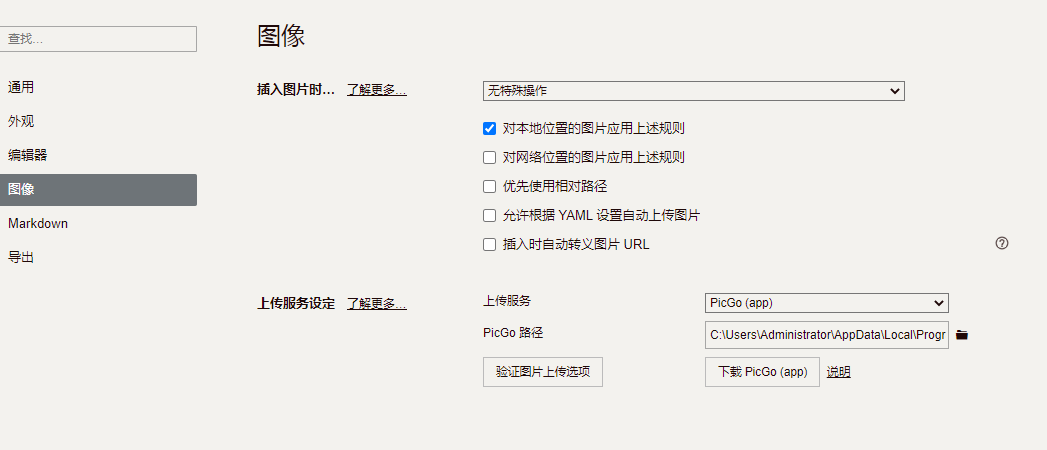 图像
查找...
通用
外观
编辑器
图像
Markdown
导出
插入图片时... 了解更多... 无特殊操作
对本地位置的图片应用上述规则
对网络位置的图片应用上述规则
优先使用相对路径
允许根据 YAML 设置自动上传图片
插入时自动转义图片 URL
上传服务设定 了解更多... 上传服务 PicGo (app)
PicGo 路径 C:\Users\Administrator\AppData\Local\Progr
验证图片上传选项 下载 PicGo (app) 说明